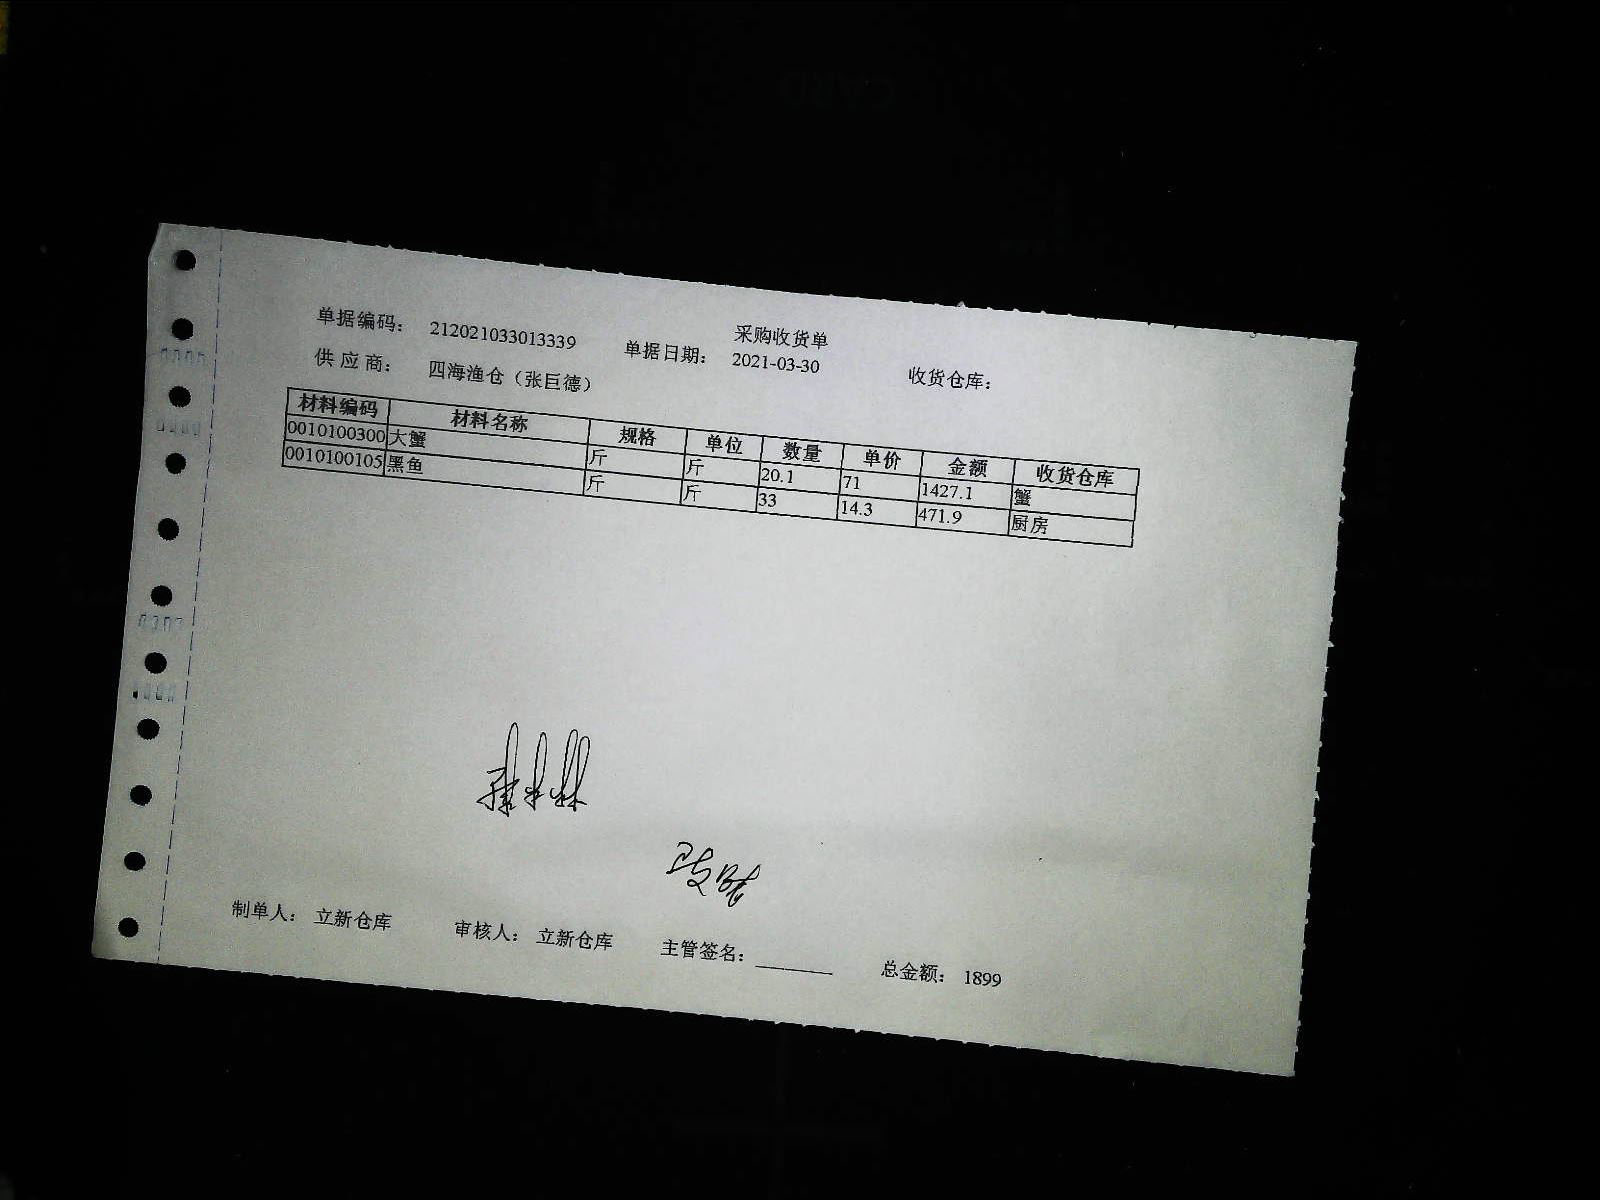 采购收货单
单据编码： 212021033013339 单据日期： 2021-03-30 收货仓库：
供 应 商： 四海渔仓（张巨德）
材料编码 材料名称 规格 单位 数量 单价 金额 收货仓库
0010100300 大蟹 斤 斤 20.1 71 1427.1 蟹
0010100105 黑鱼 斤 斤 33 14.3 471.9 厨房
制单人： 立新仓库 审核人： 立新仓库 主管签名： 总金额： 1899